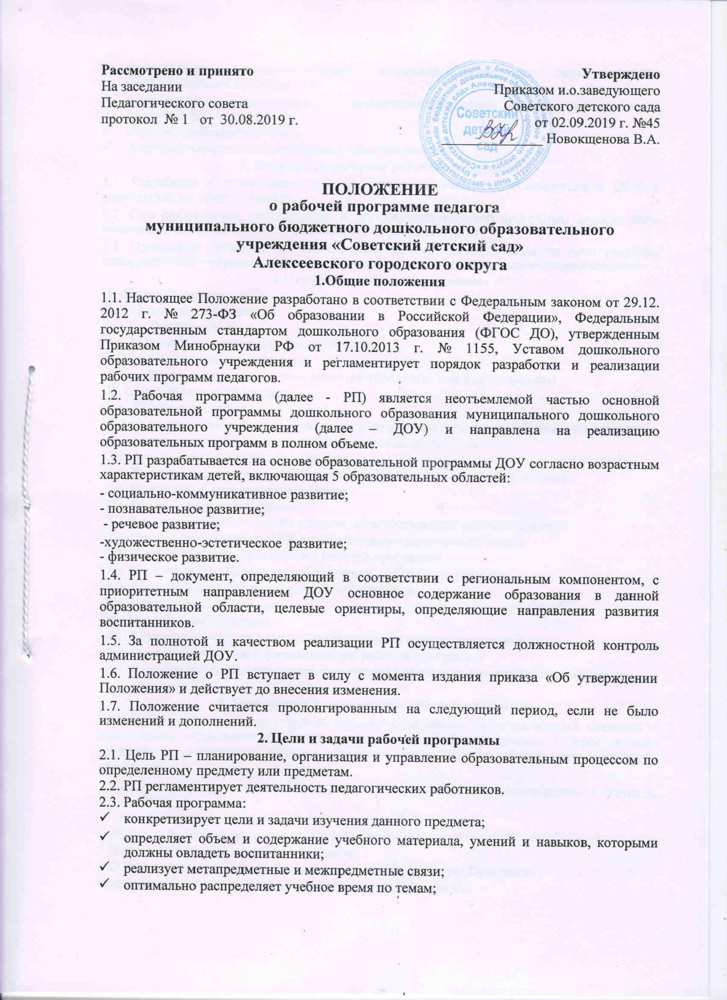 Рассмотрено и принято
На заседании
Педагогического совета
протокол № 1 от 30.08.2019 г.
Утверждено
Приказом и.о.заведующего
Советского детского сада
от 02.09.2019 г. №45
Новокщенова В.А.
Советский
детский
сад
ПОЛОЖЕНИЕ
о рабочей программе педагога
муниципального бюджетного дошкольного образовательного
учреждения «Советский детский сад»
Алексеевского городского округа
1.Общие положения
1.1. Настоящее Положение разработано в соответствии с Федеральным законом от 29.12.
2012 г. № 273-ФЗ «Об образовании в Российской Федерации», Федеральным
государственным стандартом дошкольного образования (ФГОС ДО), утвержденным
Приказом Минобрнауки РФ от 17.10.2013 г. № 1155, Уставом дошкольного
образовательного учреждения и регламентирует порядок разработки и реализации
рабочих программ педагогов.
1.2. Рабочая программа (далее - РП) является неотъемлемой частью основной
образовательной программы дошкольного образования муниципального дошкольного
образовательного учреждения (далее – ДОУ) и направлена на реализацию
образовательных программ в полном объеме.
1.3. РП разрабатывается на основе образовательной программы ДОУ согласно возрастным
характеристикам детей, включающая 5 образовательных областей:
- социально-коммуникативное развитие;
- познавательное развитие;
- речевое развитие;
-художественно-эстетическое развитие;
- физическое развитие.
1.4. РП – документ, определяющий в соответствии с региональным компонентом, с
приоритетным направлением ДОУ основное содержание образования в данной
образовательной области, целевые ориентиры, определяющие направления развития
воспитанников.
1.5. За полнотой и качеством реализации РП осуществляется должностной контроль
администрацией ДОУ.
1.6. Положение о РП вступает в силу с момента издания приказа «Об утверждении
Положения» и действует до внесения изменения.
1.7. Положение считается пролонгированным на следующий период, если не было
изменений и дополнений.
2. Цели и задачи рабочей программы
2.1. Цель РП – планирование, организация и управление образовательным процессом по
определенному предмету или предметам.
2.2. РП регламентирует деятельность педагогических работников.
2.3. Рабочая программа:
✓ конкретизирует цели и задачи изучения данного предмета;
✓ определяет объем и содержание учебного материала, умений и навыков, которыми
должны овладеть воспитанники;
✓ реализует метапредметные и межпредметные связи;
✓ оптимально распределяет учебное время по темам;